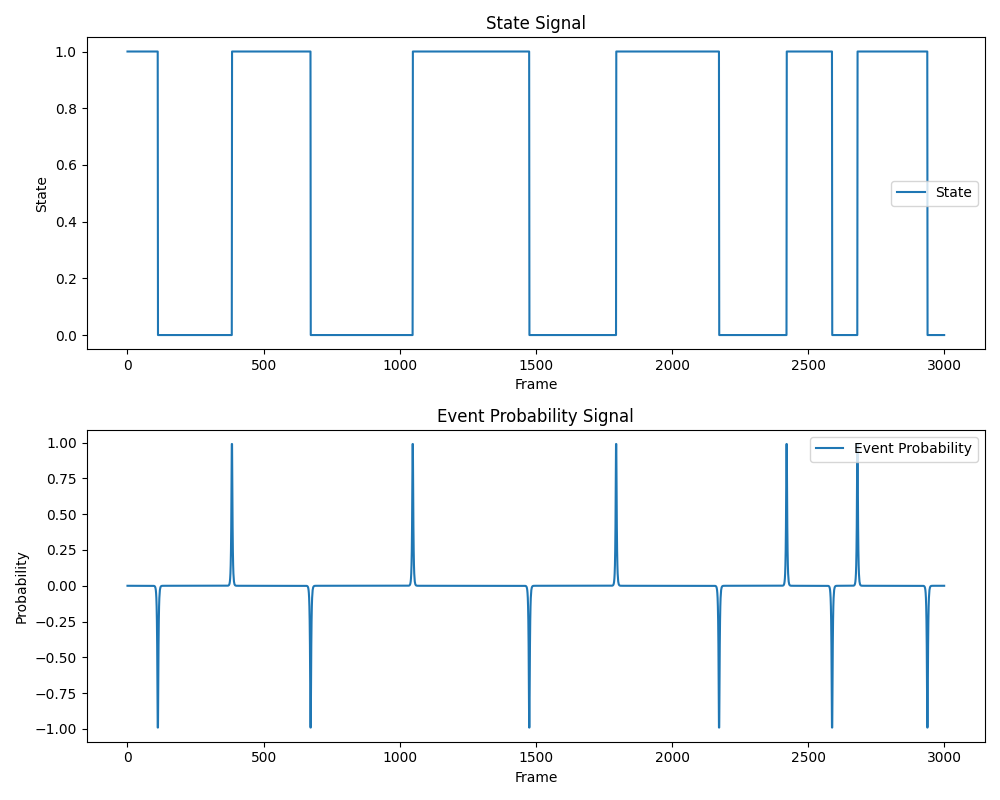 State Signal
1.0
0.8
0.6
0.4
0.2
0.0
State
State
0 500 1000 1500 2000 2500 3000
Frame
Event Probability Signal
1.00
0.75
0.50
0.25
0.00
−0.25
−0.50
−0.75
−1.00
Probability
Event Probability
0 500 1000 1500 2000 2500 3000
Frame